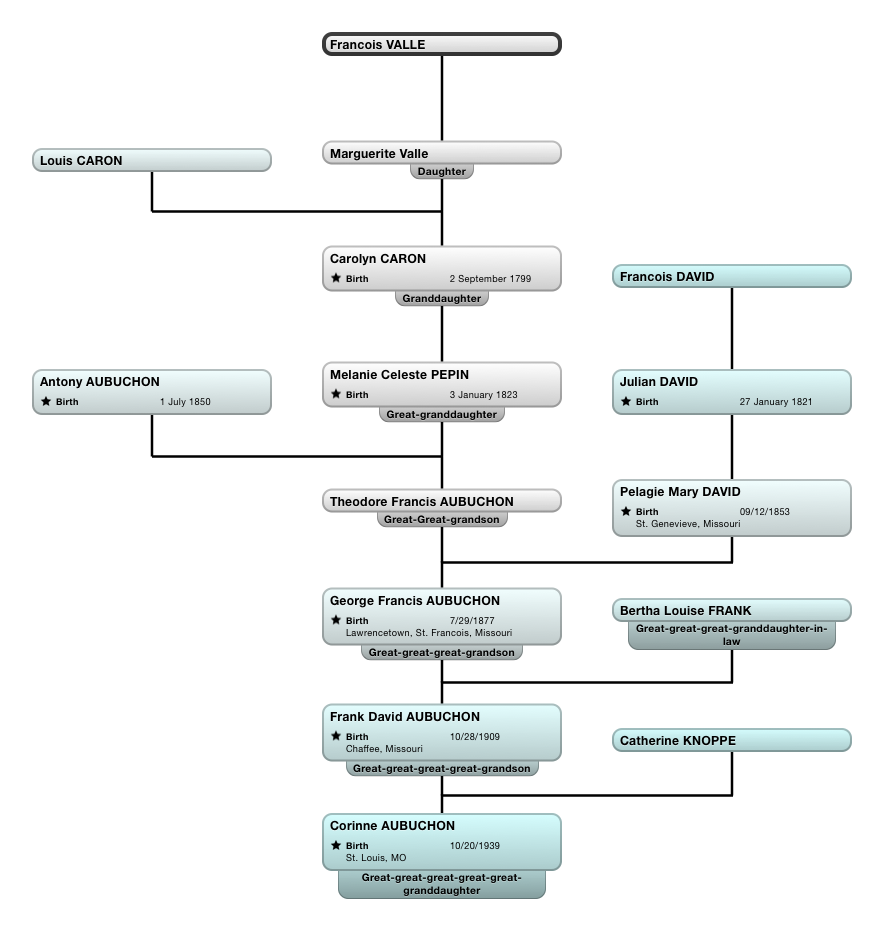 Francois VALLE
Louis CARON
Marguerite Valle
Daughter
Carolyn CARON
★ Birth 2 September 1799
Granddaughter
Francois DAVID
Antony AUBUCHON
★ Birth 1 July 1850
Melanie Celeste PEPIN
★ Birth 3 January 1823
Great-granddaughter
Julian DAVID
★ Birth 27 January 1821
Theodore Francis AUBUCHON
Great-Great-grandson
Pelagie Mary DAVID
★ Birth 09/12/1853
St. Genevieve, Missouri
George Francis AUBUCHON
★ Birth 7/29/1877
Lawrencetown, St. Francois, Missouri
Great-great-great-grandson
Bertha Louise FRANK
Great-great-great-granddaughter-in-
law
Frank David AUBUCHON
★ Birth 10/28/1909
Chaffee, Missouri
Great-great-great-great-grandson
Catherine KNOPPE
Corinne AUBUCHON
★ Birth 10/20/1939
St. Louis, MO
Great-great-great-great-great-
granddaughter